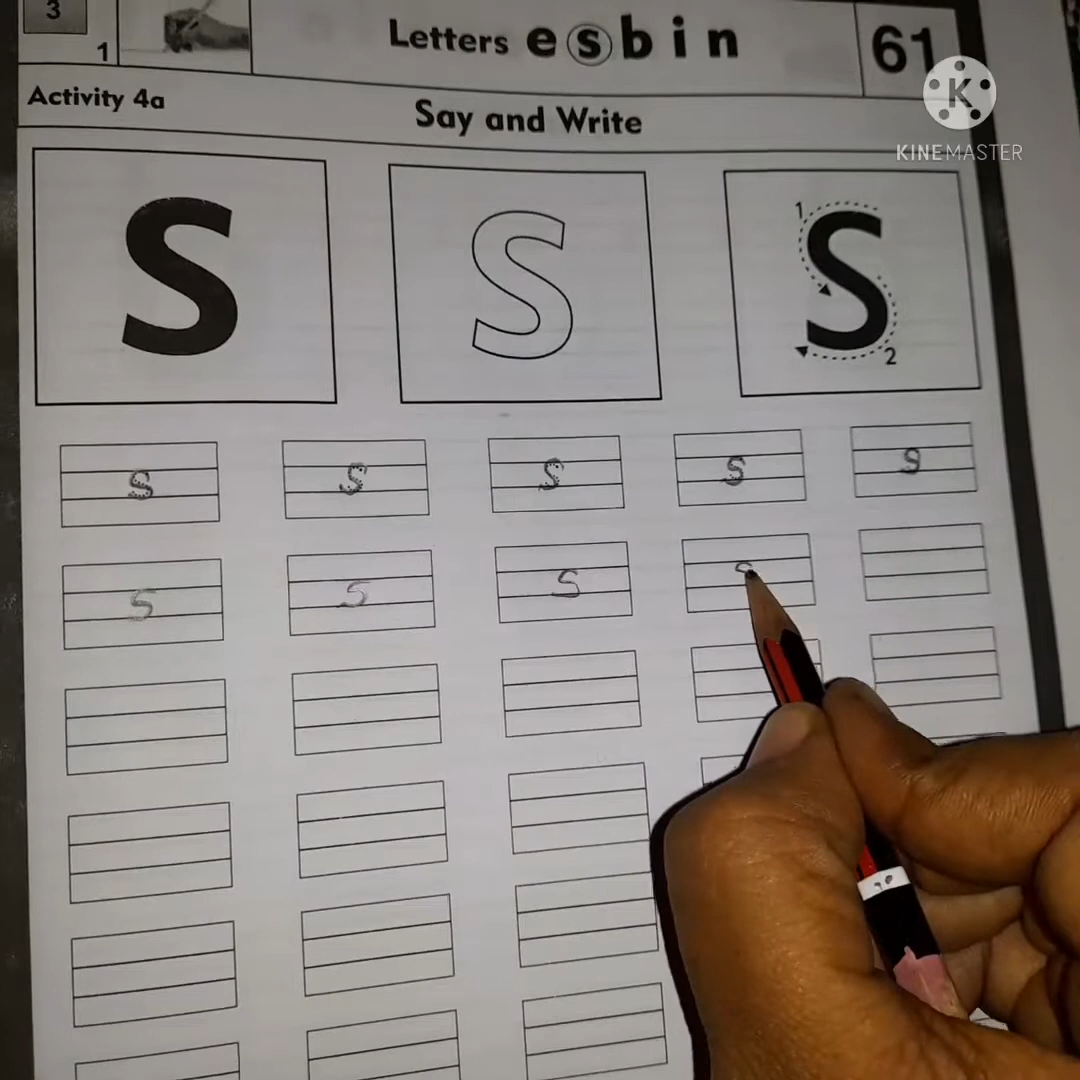 3
1
Letters e s b i n
61
K
KINEMASTER
Activity 4a
Say and Write
S S S
1
2
s s s s s
s s s s